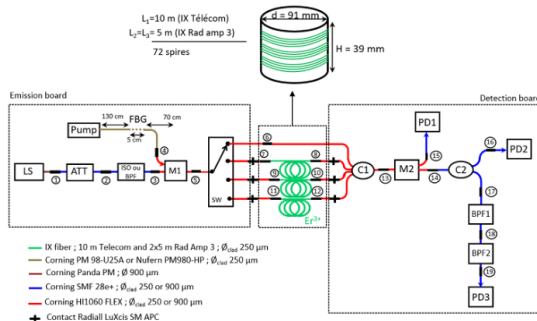 L₁=10 m (IX Télécom)
L₂=L₃= 5 m (IX Rad amp 3)
72 spires
d = 91 mm
H = 39 mm
Emission board
Detection board
130 cm
FBG
70 cm
5 cm
Pump
LS
ATT
ISO ou
BPF
M1
SW
1
2
3
4
5
6
7
8
9
10
11
12
Er³⁺
C1
M2
C2
PD1
PD2
13
14
15
16
17
BPF1
18
BPF2
19
PD3
IX fiber ; 10 m Telecom and 2x5 m Rad Amp 3 ; Ø_cled 250 µm
Corning PM 98-U25A or Nufern PM980-HP ; Ø_cled 250 µm
Corning Panda PM ; Ø 900 µm
Corning SMF 28e+ ; Ø_cled 250 or 900 µm
Corning HI1060 FLEX ; Ø_cled 250 or 900 µm
Contact Radiall LuXcis SM APC